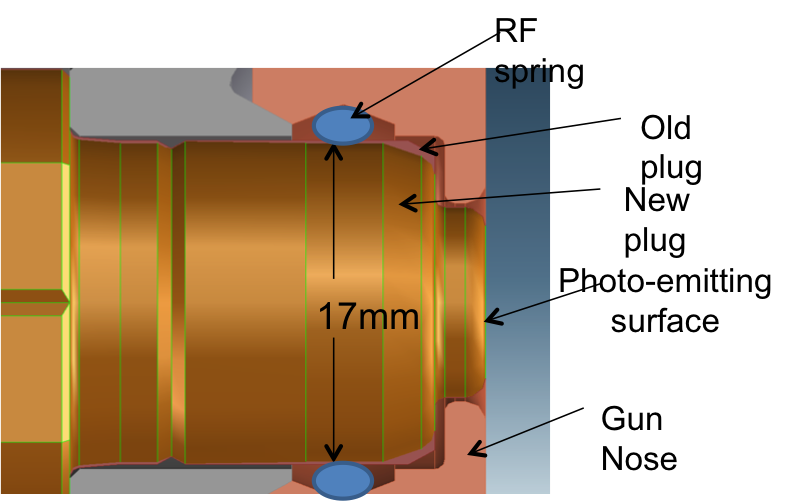 RF
spring
Old
plug
New
plug
Photo-emitting
surface
17mm
Gun
Nose